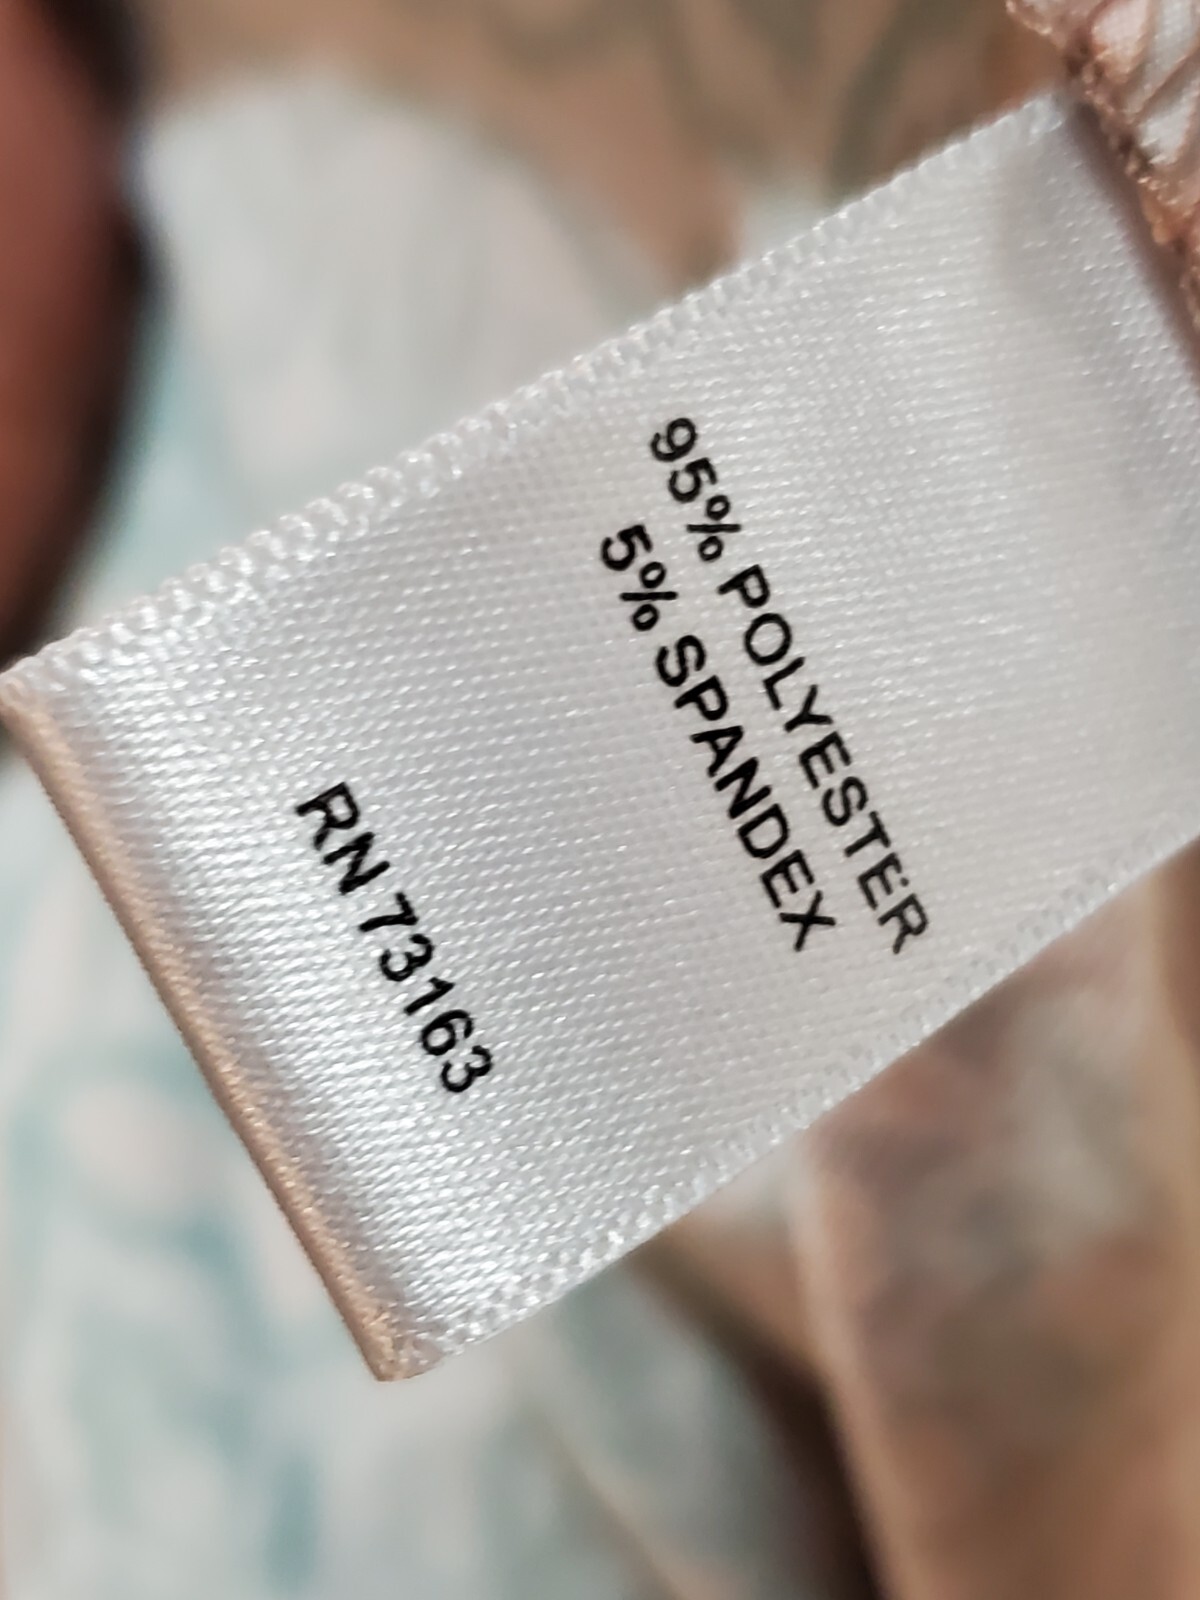 95% POLYESTER
5% SPANDEX
RN 73163